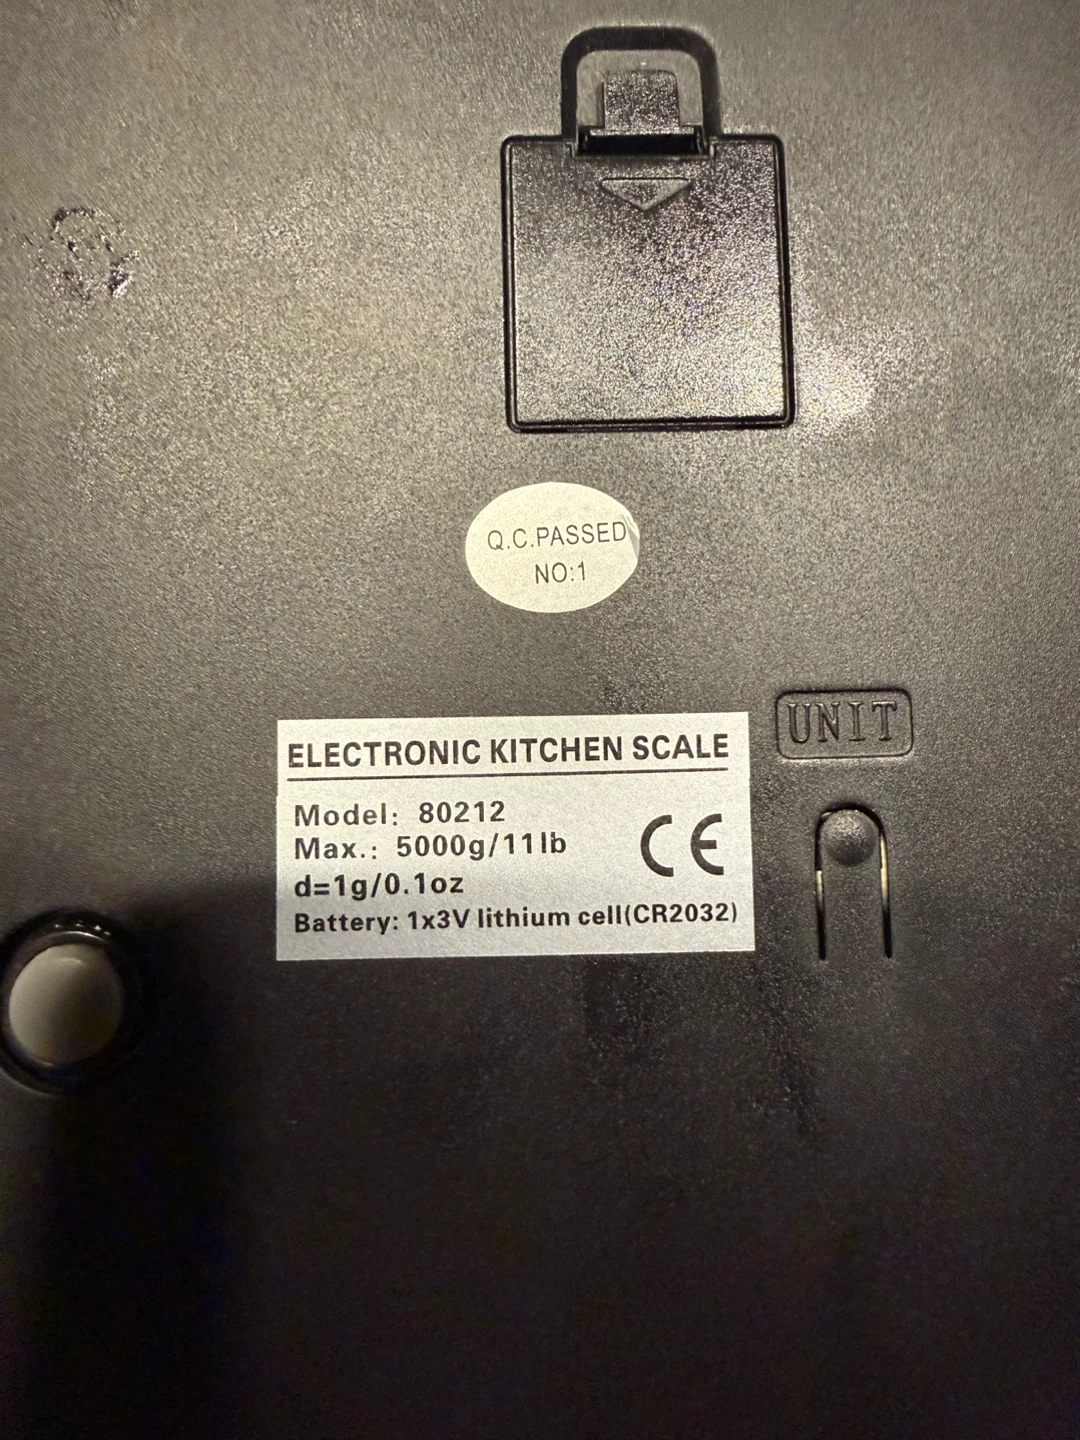 Q.C.PASSED
NO:1
UNIT
ELECTRONIC KITCHEN SCALE
Model: 80212
Max.: 5000g/11lb
d=1g/0.1oz
Battery: 1x3V lithium cell(CR2032)
CE